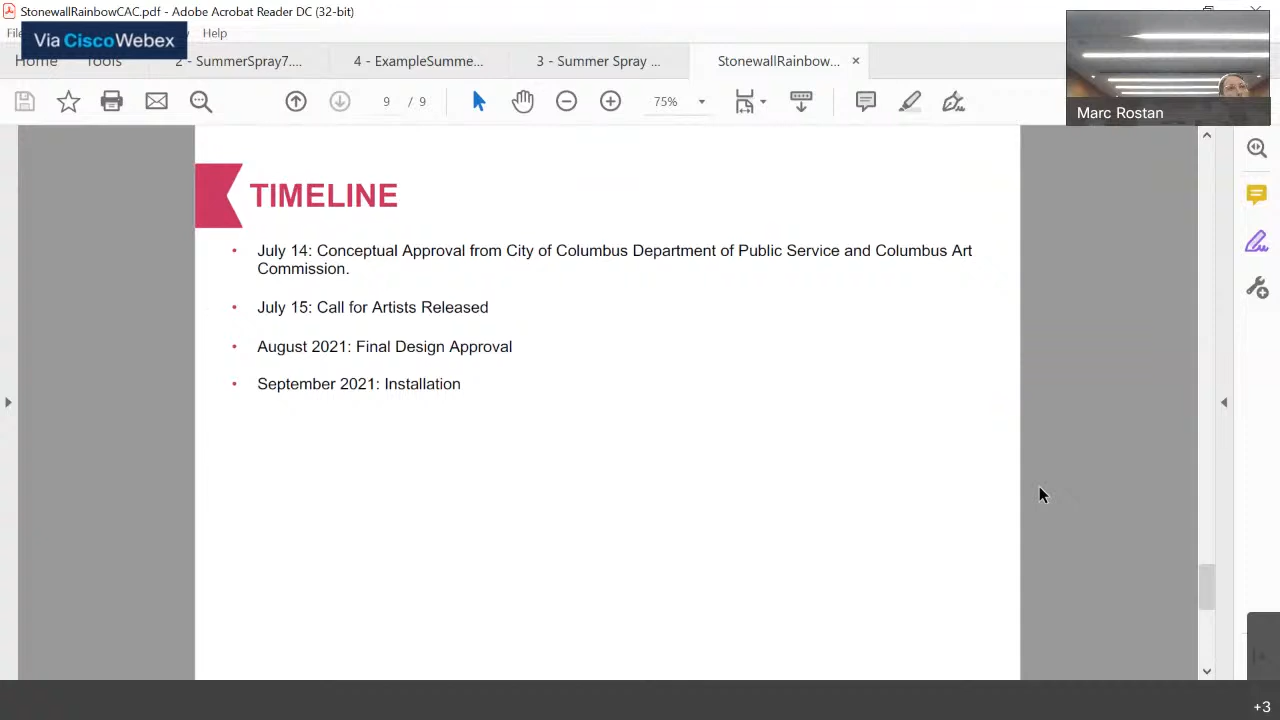 StonewallRainbowCAC.pdf - Adobe Acrobat Reader DC (32-bit)
Help
Via CiscoWebex
Home Tools 2 - SummerSpray7.... 4 - ExampleSumme... 3 - Summer Spray ... StonewallRainbow... ×
9 / 9 75%
Marc Rostan
TIMELINE
• July 14: Conceptual Approval from City of Columbus Department of Public Service and Columbus Art
Commission.
• July 15: Call for Artists Released
• August 2021: Final Design Approval
• September 2021: Installation
+3